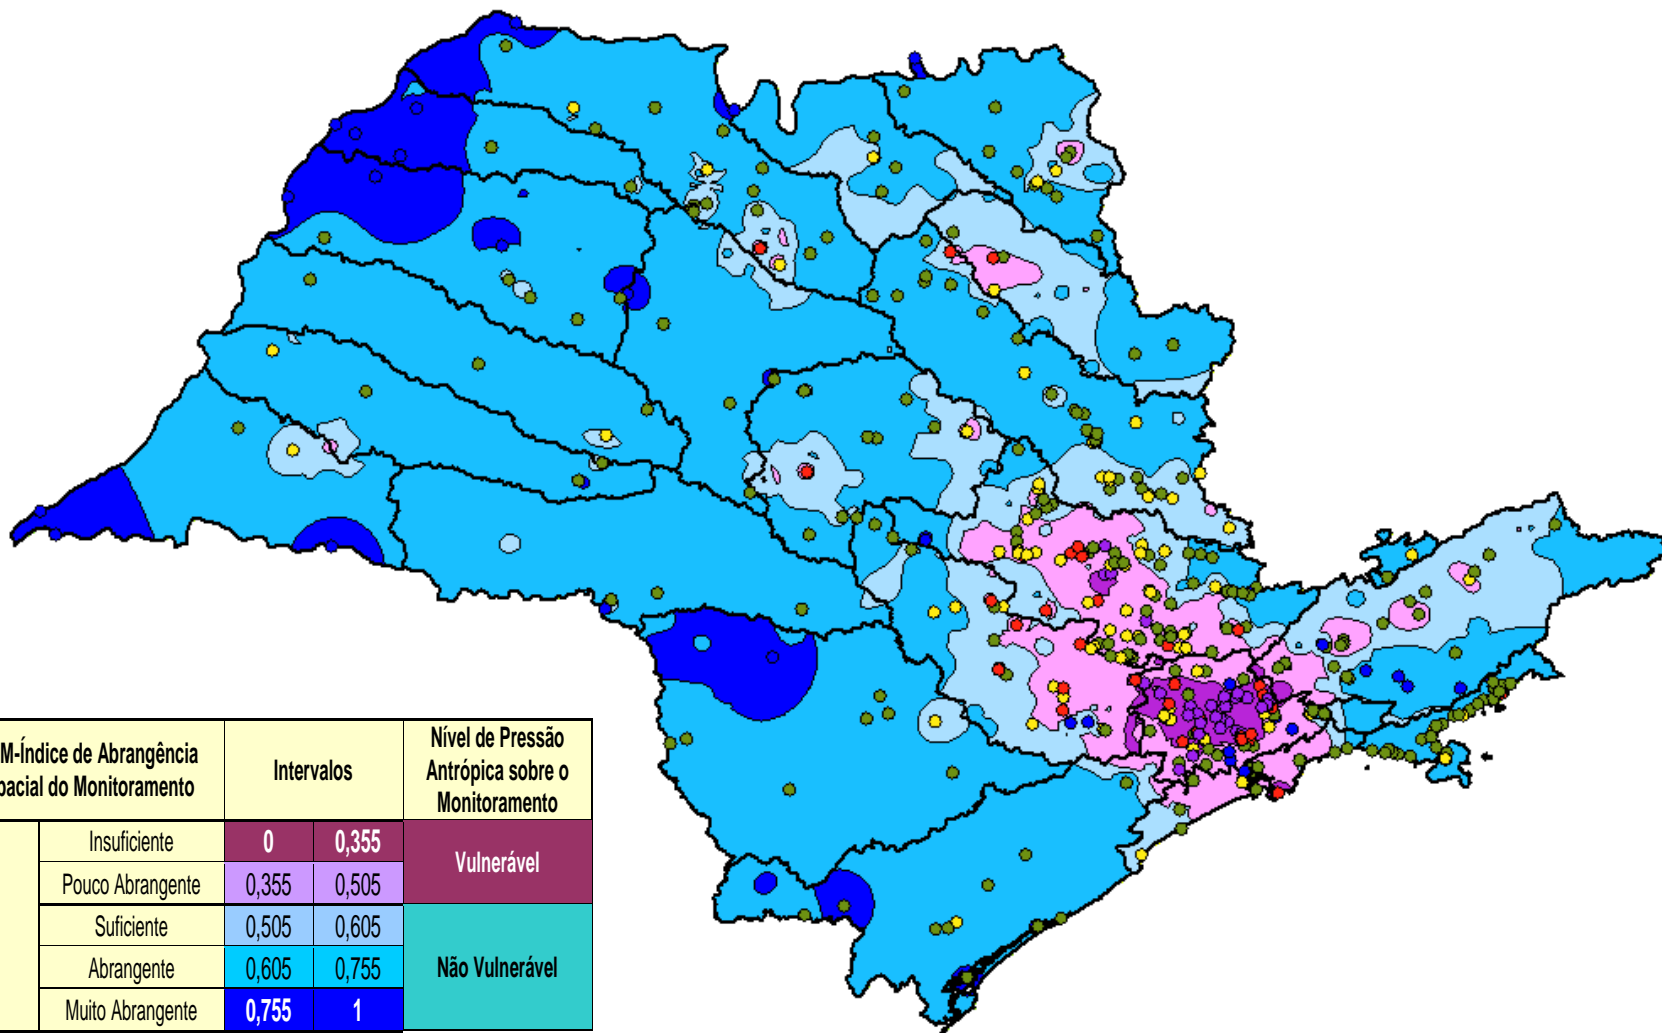 M-Índice de Abrangência
pacial do Monitoramento
Intervalos
Nível de Pressão
Antrópica sobre o
Monitoramento
Insuficiente 0 0,355
Vulnerável
Pouco Abrangente 0,355 0,505
Suficiente 0,505 0,605
Abrangente 0,605 0,755
Não Vulnerável
Muito Abrangente 0,755 1